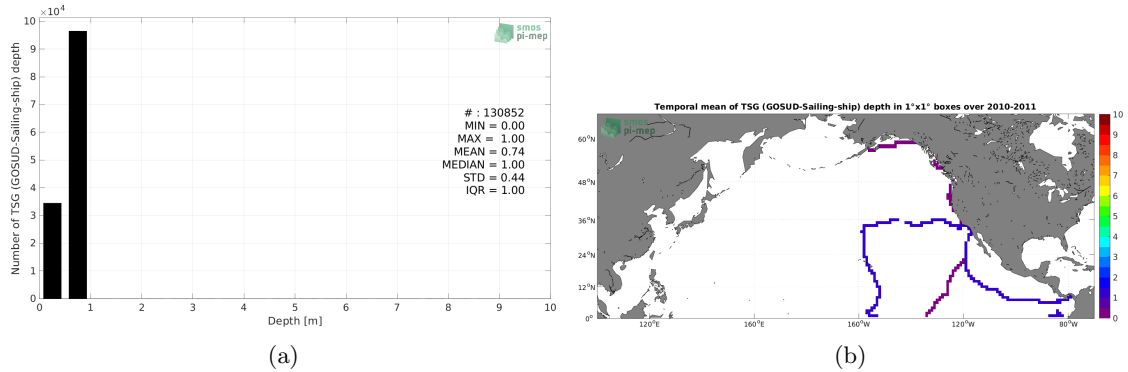 smos
pi-mep
×10⁴
10
9
8
7
6
5
4
3
2
1
0
Number of TSG (GOSUD-Sailing-ship) depth
# : 130852
MIN = 0.00
MAX = 1.00
MEAN = 0.74
MEDIAN = 1.00
STD = 0.44
IQR = 1.00
0 1 2 3 4 5 6 7 8 9 10
Depth [m]
(a)
Temporal mean of TSG (GOSUD-Sailing-ship) depth in 1°x1° boxes over 2010-2011
smos
pi-mep
60°N
48°N
36°N
24°N
12°N
0°
120°E 160°E 160°W 120°W 80°W
10
9
8
7
6
5
4
3
2
1
0
(b)